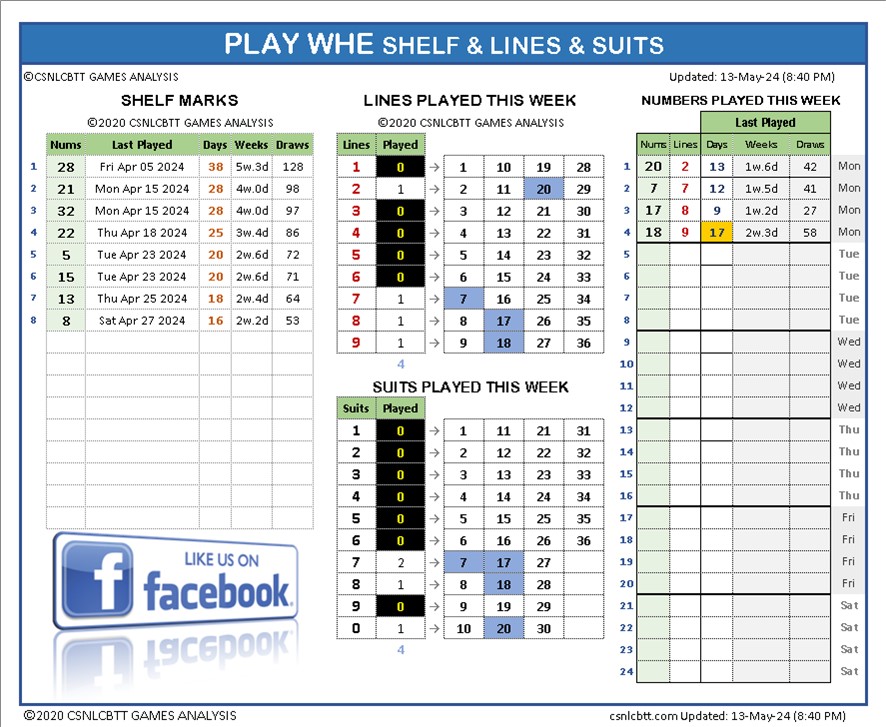 PLAY WHE SHELF & LINES & SUITS
©CSNLCBTT GAMES ANALYSIS
Updated: 13-May-24 (8:40 PM)
SHELF MARKS
©2020 CSNLCBTT GAMES ANALYSIS
Nums Last Played Days Weeks Draws
1 28 Fri Apr 05 2024 38 5w.3d 128
2 21 Mon Apr 15 2024 28 4w.0d 98
3 32 Mon Apr 15 2024 28 4w.0d 97
4 22 Thu Apr 18 2024 25 3w.4d 86
5 5 Tue Apr 23 2024 20 2w.6d 72
6 15 Tue Apr 23 2024 20 2w.6d 71
7 13 Thu Apr 25 2024 18 2w.4d 64
8 8 Sat Apr 27 2024 16 2w.2d 53
LIKE US ON
facebook.
LINES PLAYED THIS WEEK
©2020 CSNLCBTT GAMES ANALYSIS
Lines Played
1 0 → 1 10 19 28
2 1 → 2 11 20 29
3 0 → 3 12 21 30
4 0 → 4 13 22 31
5 0 → 5 14 23 32
6 0 → 6 15 24 33
7 1 → 7 16 25 34
8 1 → 8 17 26 35
9 1 → 9 18 27 36
4
SUITS PLAYED THIS WEEK
Suits Played
1 0 → 1 11 21 31
2 0 → 2 12 22 32
3 0 → 3 13 23 33
4 0 → 4 14 24 34
5 0 → 5 15 25 35
6 0 → 6 16 26 36
7 2 → 7 17 27
8 1 → 8 18 28
9 0 → 9 19 29
0 1 → 10 20 30
4
NUMBERS PLAYED THIS WEEK
Last Played
Nums Lines Days Weeks Draws
1 20 2 13 1w.6d 42 Mon
2 7 7 12 1w.5d 41 Mon
3 17 8 9 1w.2d 27 Mon
4 18 9 17 2w.3d 58 Mon
5 Tue
6 Tue
7 Tue
8 Tue
9 Wed
10 Wed
11 Wed
12 Wed
13 Thu
14 Thu
15 Thu
16 Thu
17 Fri
18 Fri
19 Fri
20 Fri
21 Sat
22 Sat
23 Sat
24 Sat
©2020 CSNLCBTT GAMES ANALYSIS
csnlcbtt.com Updated: 13-May-24 (8:40 PM)